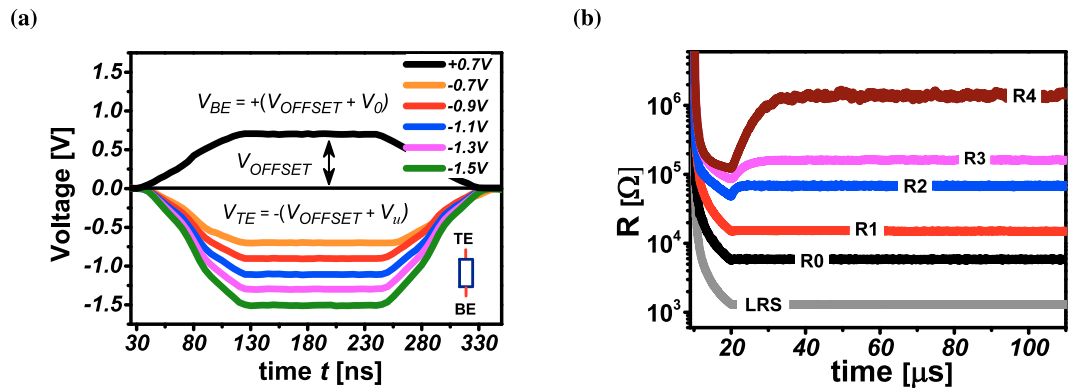 (a)
(b)
1.5
1.0
0.5
0.0
-0.5
-1.0
-1.5
Voltage [V]
+0.7V
-0.7V
-0.9V
-1.1V
-1.3V
-1.5V
V_BE = +(V_OFFSET + V_0)
V_OFFSET
V_TE = -(V_OFFSET + V_u)
TE
BE
30 80 130 180 230 280 330
time t [ns]
10^6
10^5
10^4
10^3
R [Ω]
R4
R3
R2
R1
R0
LRS
20 40 60 80 100
time [μs]